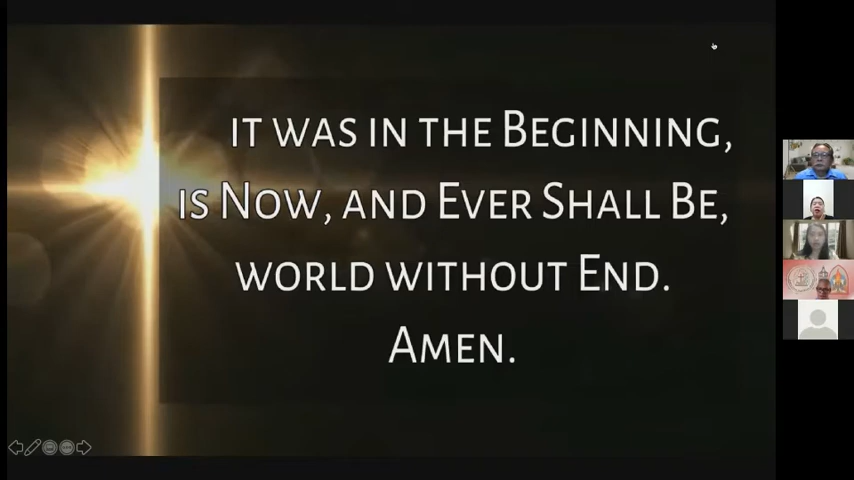 IT WAS IN THE BEGINNING,
IS NOW, AND EVER SHALL BE,
WORLD WITHOUT END.
AMEN.